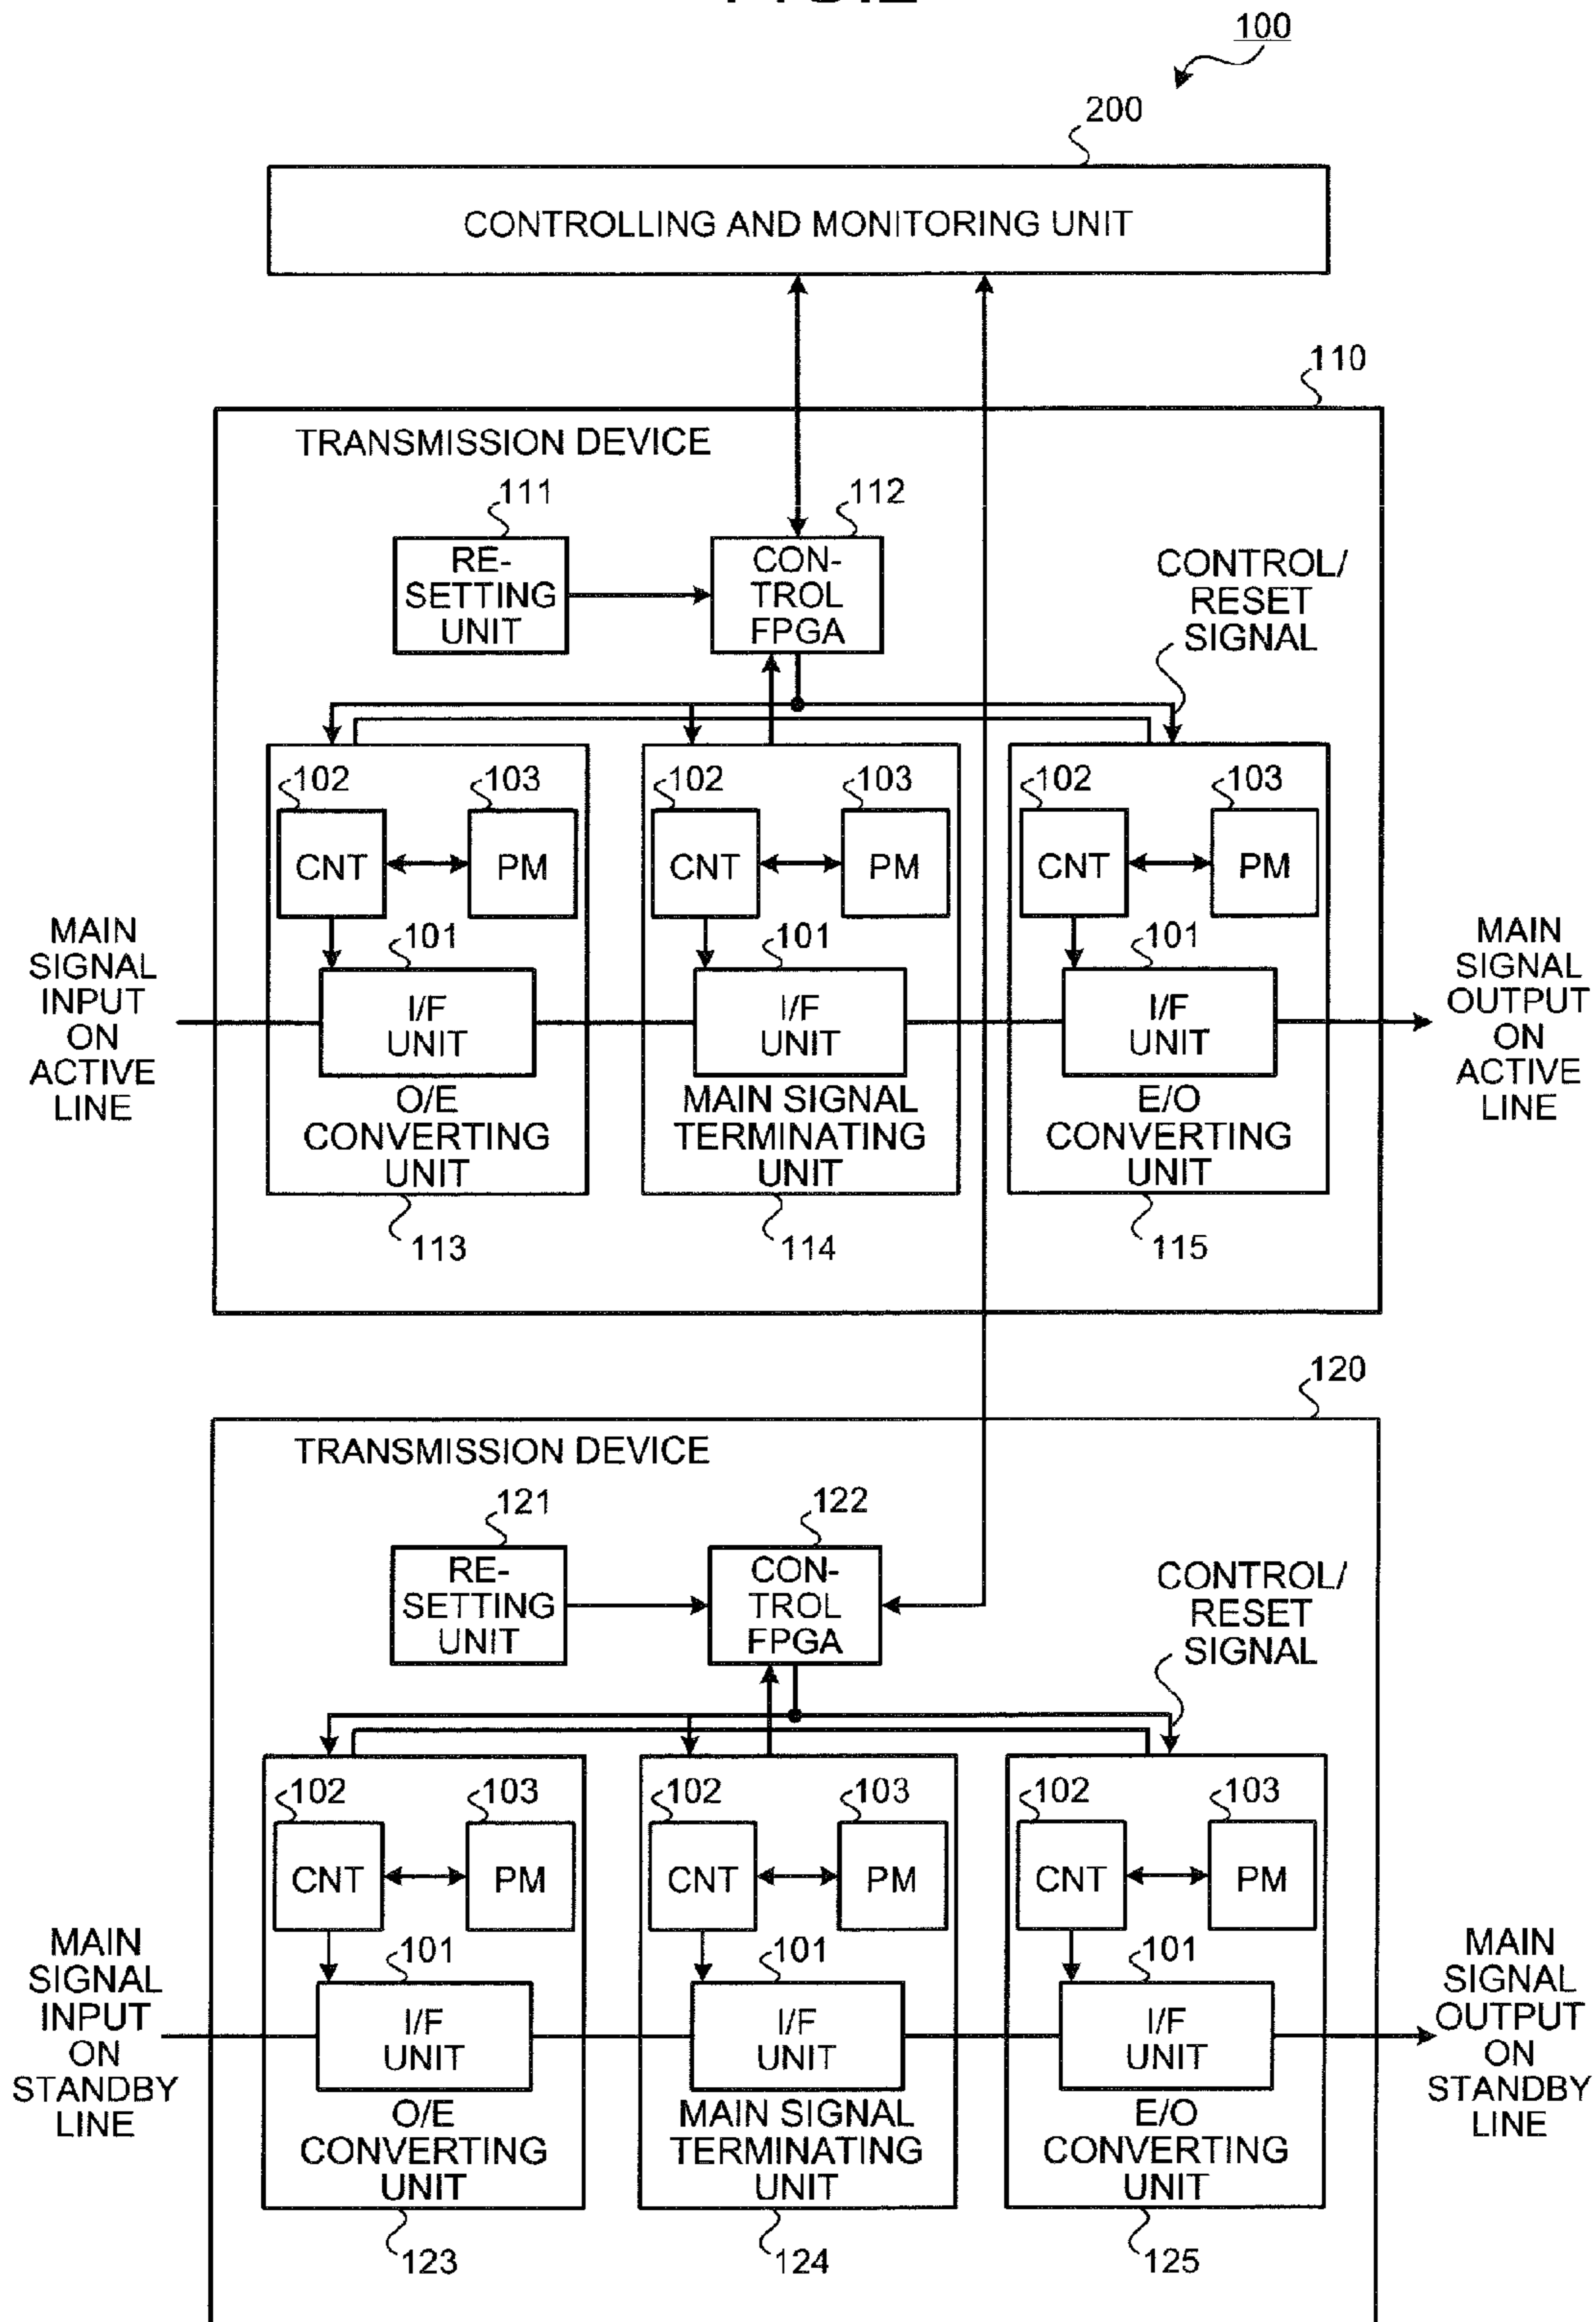 100
200
CONTROLLING AND MONITORING UNIT
110
TRANSMISSION DEVICE
111
112
RE-
SETTING
UNIT
CON-
TROL
FPGA
CONTROL/
RESET
SIGNAL
102
103
102
103
102
103
CNT
PM
CNT
PM
CNT
PM
MAIN
SIGNAL
INPUT
ON
ACTIVE
LINE
101
101
101
I/F
UNIT
I/F
UNIT
I/F
UNIT
MAIN
SIGNAL
OUTPUT
ON
ACTIVE
LINE
O/E
CONVERTING
UNIT
MAIN SIGNAL
TERMINATING
UNIT
E/O
CONVERTING
UNIT
113
114
115
120
TRANSMISSION DEVICE
121
122
RE-
SETTING
UNIT
CON-
TROL
FPGA
CONTROL/
RESET
SIGNAL
102
103
102
103
102
103
CNT
PM
CNT
PM
CNT
PM
MAIN
SIGNAL
INPUT
ON
STANDBY
LINE
101
101
101
I/F
UNIT
I/F
UNIT
I/F
UNIT
MAIN
SIGNAL
OUTPUT
ON
STANDBY
LINE
O/E
CONVERTING
UNIT
MAIN SIGNAL
TERMINATING
UNIT
E/O
CONVERTING
UNIT
123
124
125